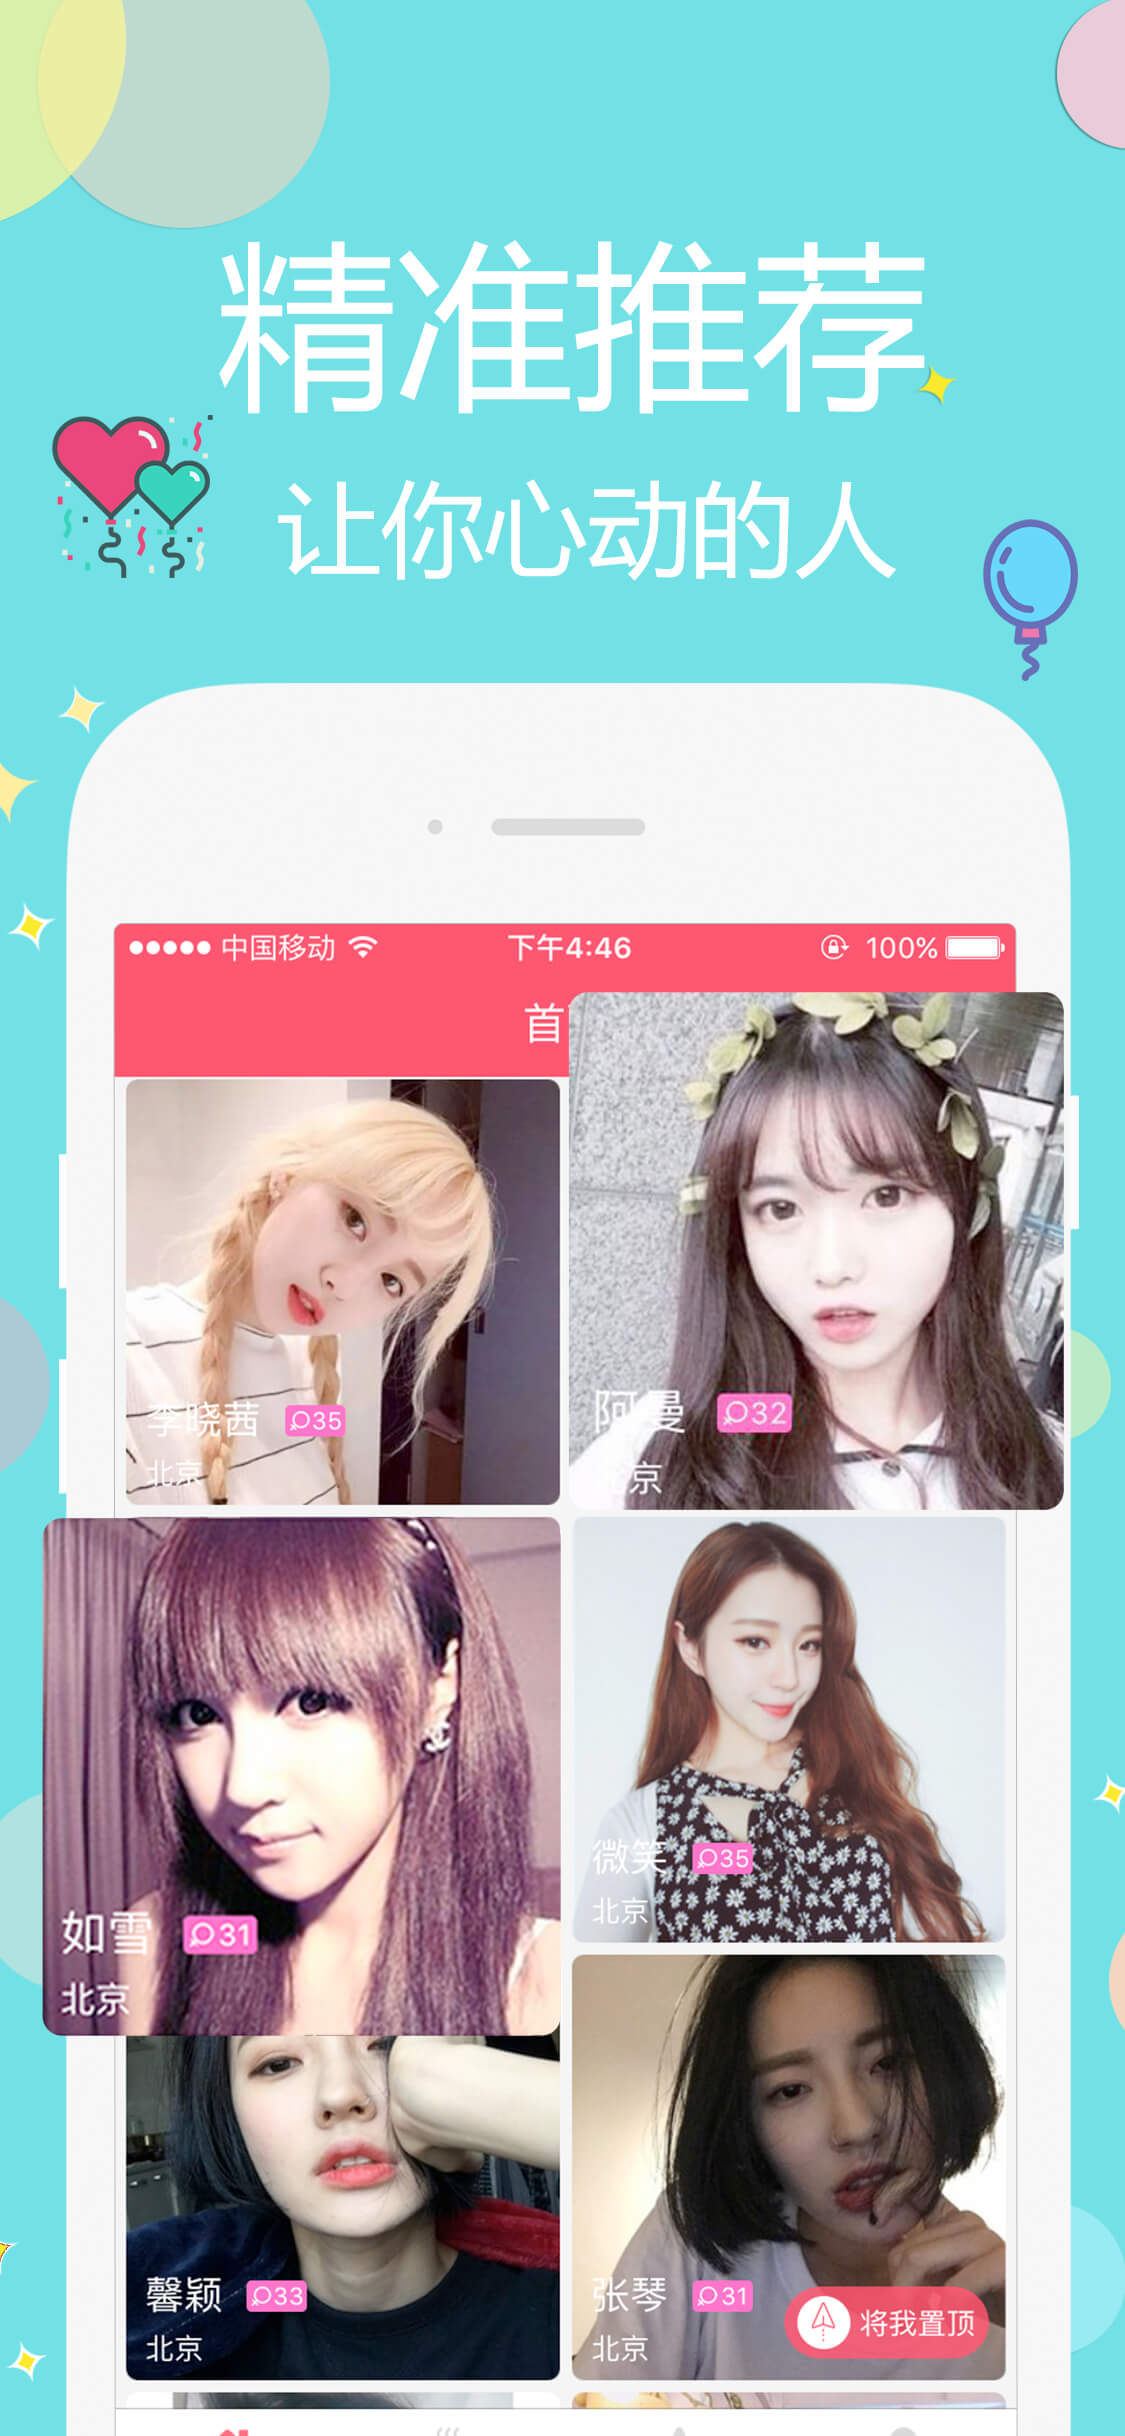 精准推荐
让你心动的人
中国移动 下午4:46 100%
首
李晓茜 35
北京
阿曼 32
北京
如雪 31
北京
微笑 35
北京
馨颖 33
北京
张琴 31
北京
将我置顶